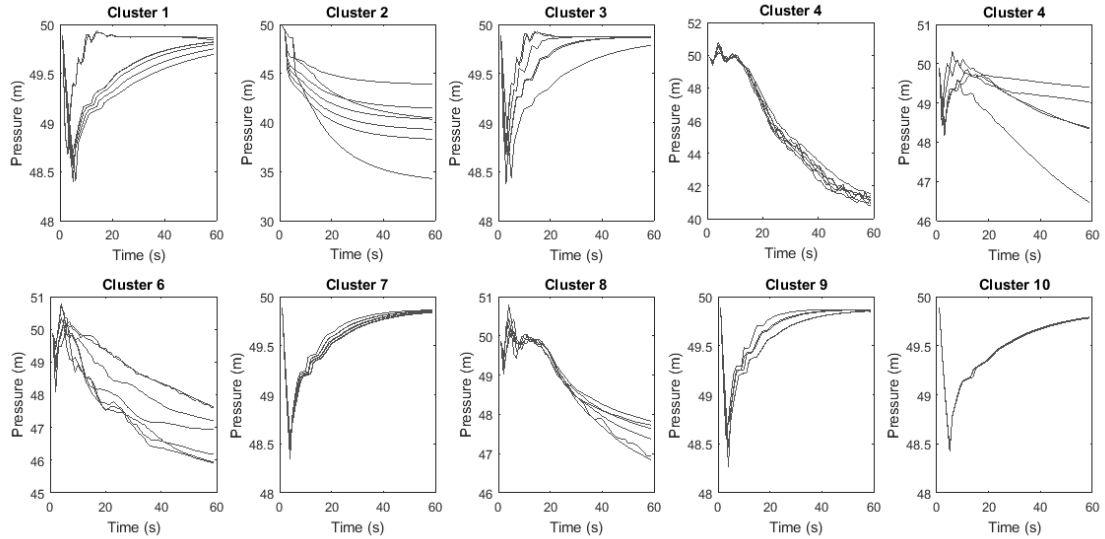 Cluster 1
50
49.5
49
48.5
48
Pressure (m)
0 20 40 60
Time (s)
Cluster 2
50
45
40
35
30
Pressure (m)
0 20 40 60
Time (s)
Cluster 3
50
49.5
49
48.5
48
Pressure (m)
0 20 40 60
Time (s)
Cluster 4
52
50
48
46
44
42
40
Pressure (m)
0 20 40 60
Time (s)
Cluster 4
51
50
49
48
47
46
Pressure (m)
0 20 40 60
Time (s)
Cluster 6
51
50
49
48
47
46
45
Pressure (m)
0 20 40 60
Time (s)
Cluster 7
50
49.5
49
48.5
48
Pressure (m)
0 20 40 60
Time (s)
Cluster 8
51
50
49
48
47
46
Pressure (m)
0 20 40 60
Time (s)
Cluster 9
50
49.5
49
48.5
48
Pressure (m)
0 20 40 60
Time (s)
Cluster 10
50
49.5
49
48.5
48
Pressure (m)
0 20 40 60
Time (s)